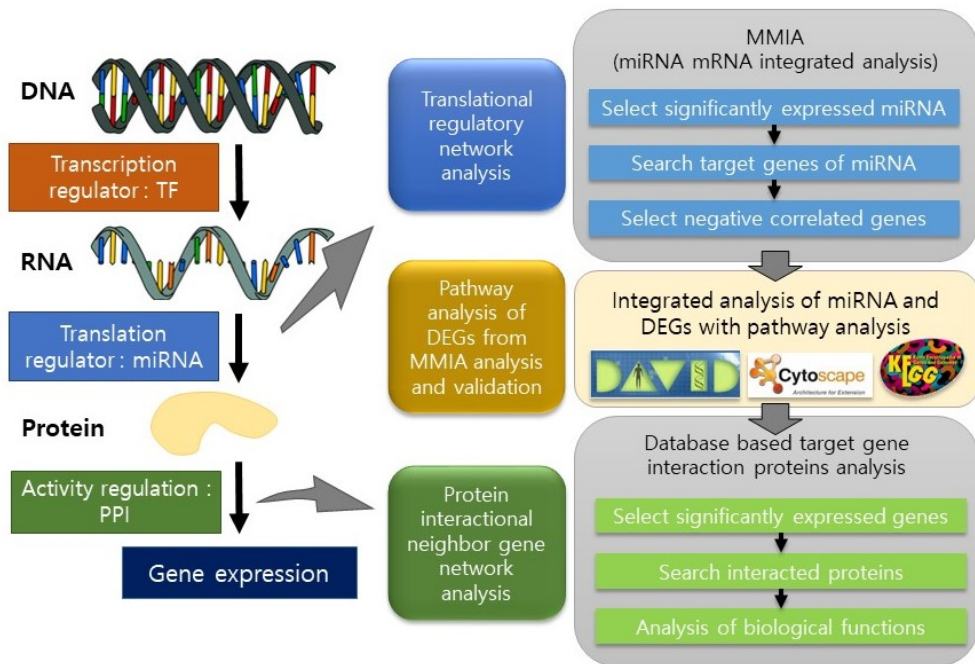 DNA
Transcription
regulator : TF
RNA
Translation
regulator : miRNA
Protein
Activity regulation :
PPI
Gene expression
Translational
regulatory
network
analysis
Pathway
analysis of
DEGs from
MMIA analysis
and validation
Protein
interactional
neighbor gene
network
analysis
MMIA
(miRNA mRNA integrated analysis)
Select significantly expressed miRNA
Search target genes of miRNA
Select negative correlated genes
Integrated analysis of miRNA and
DEGs with pathway analysis
DAVID
Cytoscape
Architecture for Extension
KEGG
Database based target gene
interaction proteins analysis
Select significantly expressed genes
Search interacted proteins
Analysis of biological functions